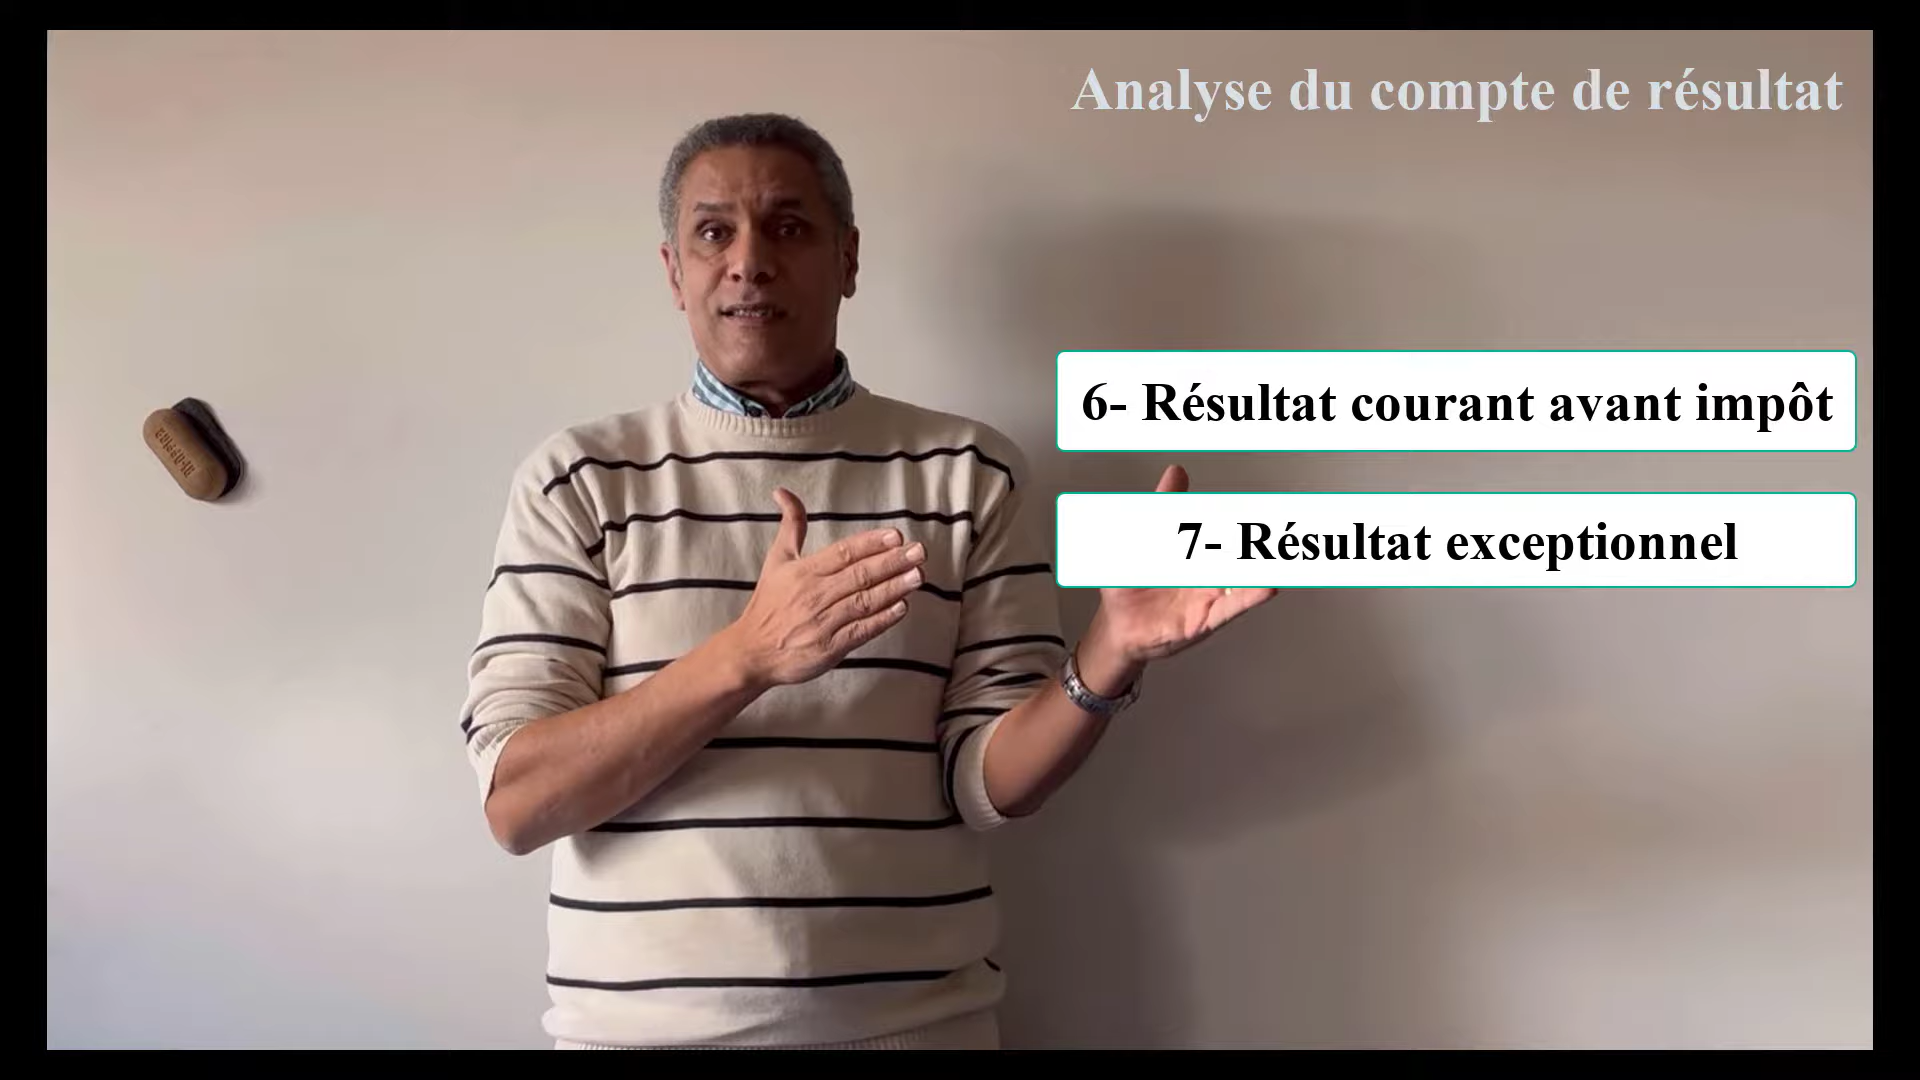 Analyse du compte de résultat
6- Résultat courant avant impôt
7- Résultat exceptionnel